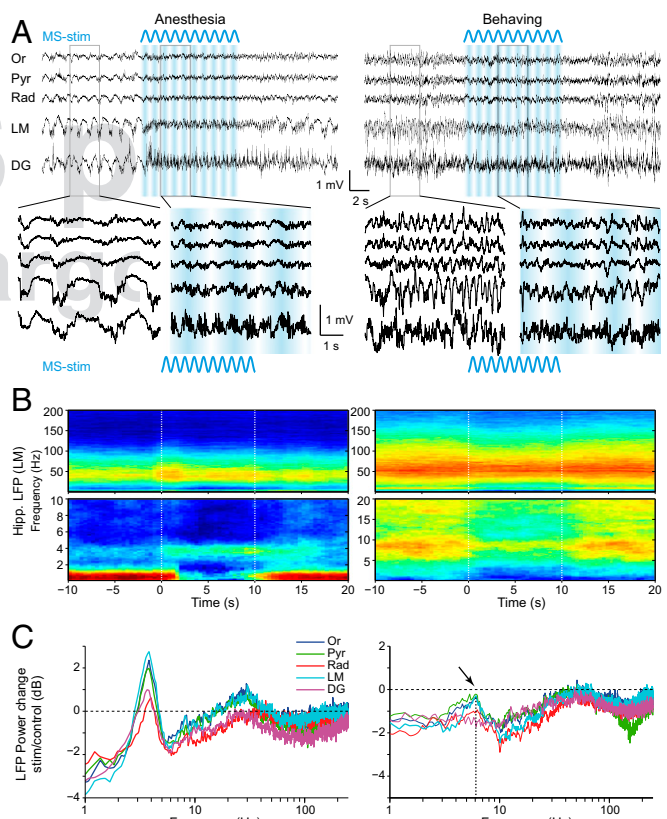 A
Anesthesia
Behaving
MS-stim
Or
Pyr
Rad
LM
DG
1 mV
2 s
1 mV
1 s
MS-stim
B
Hipp. LFP (LM)
Frequency (Hz)
200
150
100
50
10
8
6
4
2
−10 −5 0 5 10 15 20
Time (s)
200
150
100
50
20
15
10
5
−10 −5 0 5 10 15 20
Time (s)
C
LFP Power change
stim/control (dB)
2
0
−2
−4
1 10 100
Or
Pyr
Rad
LM
DG
2
0
−2
−4
−5
1 10 100